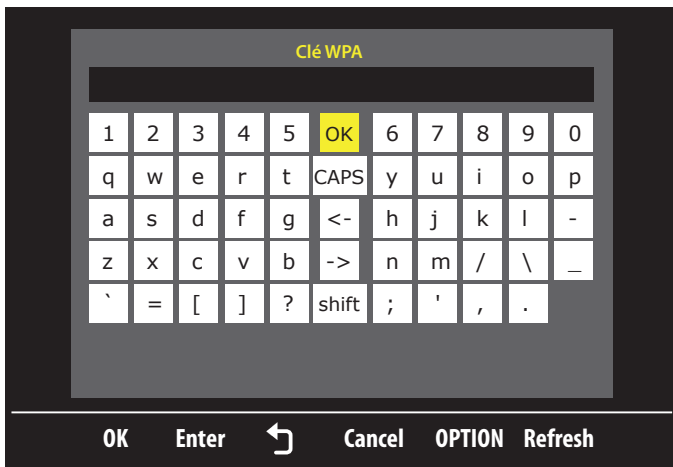 Clé WPA
1 2 3 4 5 OK 6 7 8 9 0
q w e r t CAPS y u i o p
a s d f g <- h j k l -
z x c v b -> n m / \ _
` = [ ] ? shift ; ' , .
OK Enter Cancel OPTION Refresh